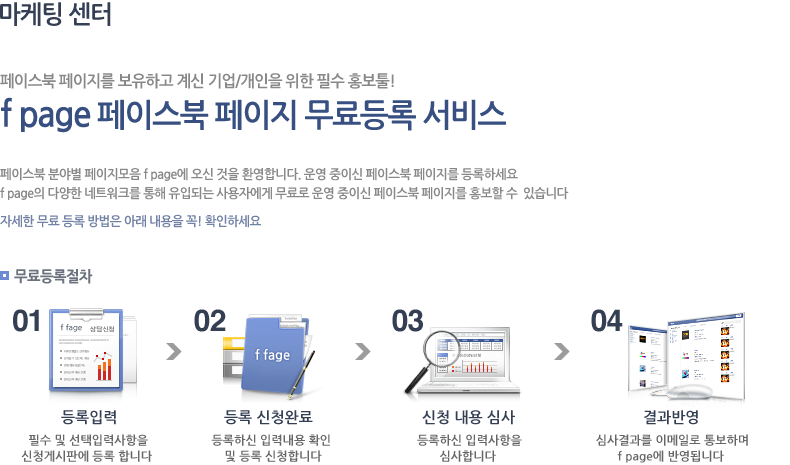 마케팅 센터
페이스북 페이지를 보유하고 계신 기업/개인을 위한 필수 홍보툴!
f page 페이스북 페이지 무료등록 서비스
페이스북 분야별 페이지모음 f page에 오신 것을 환영합니다. 운영 중이신 페이스북 페이지를 등록하세요
f page의 다양한 네트워크를 통해 유입되는 사용자에게 무료로 운영 중이신 페이스북 페이지를 홍보할 수 있습니다
자세한 무료 등록 방법은 아래 내용을 꼭! 확인하세요
무료등록절차
01
f fage 상담신청
등록입력
필수 및 선택입력사항을
신청게시판에 등록 합니다
02
f fage
등록 신청완료
등록하신 입력내용 확인
및 등록 신청합니다
03
신청 내용 심사
등록하신 입력사항을
심사합니다
04
결과반영
심사결과를 이메일로 통보하며
f page에 반영됩니다